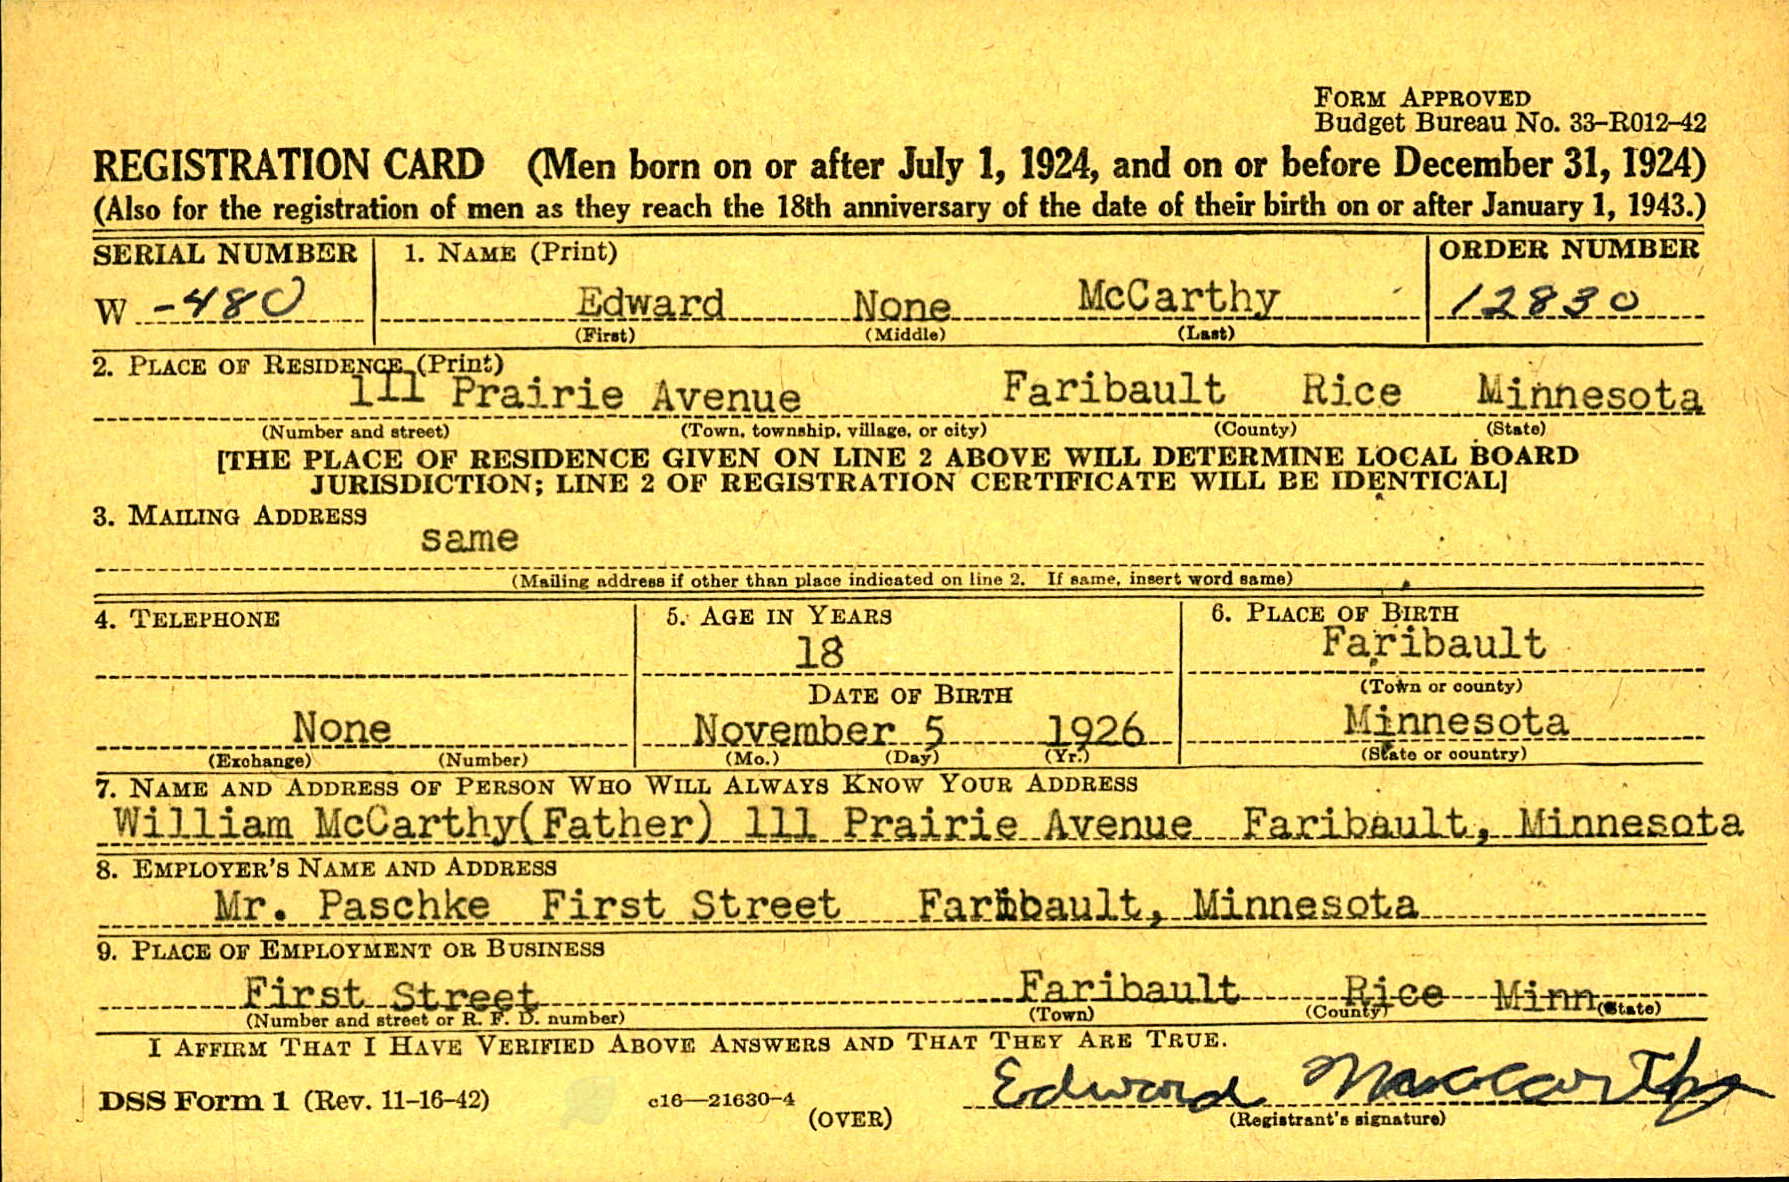 FORM APPROVED
Budget Bureau No. 33–R012–42
REGISTRATION CARD (Men born on or after July 1, 1924, and on or before December 31, 1924)
(Also for the registration of men as they reach the 18th anniversary of the date of their birth on or after January 1, 1943.)
SERIAL NUMBER 1. NAME (Print) ORDER NUMBER
W -480 Edward None McCarthy 12830
(First) (Middle) (Last)
2. PLACE OF RESIDENCE (Print)
111 Prairie Avenue Faribault Rice Minnesota
(Number and street) (Town, township, village, or city) (County) (State)
[THE PLACE OF RESIDENCE GIVEN ON LINE 2 ABOVE WILL DETERMINE LOCAL BOARD
JURISDICTION; LINE 2 OF REGISTRATION CERTIFICATE WILL BE IDENTICAL]
3. MAILING ADDRESS
same
(Mailing address if other than place indicated on line 2. If same, insert word same)
4. TELEPHONE 5. AGE IN YEARS 6. PLACE OF BIRTH
18 Faribault
DATE OF BIRTH (Town or county)
None November 5 1926 Minnesota
(Exchange) (Number) (Mo.) (Day) (Yr.) (State or country)
7. NAME AND ADDRESS OF PERSON WHO WILL ALWAYS KNOW YOUR ADDRESS
William McCarthy(Father) 111 Prairie Avenue Faribault, Minnesota
8. EMPLOYER'S NAME AND ADDRESS
Mr. Paschke First Street Faribault, Minnesota
9. PLACE OF EMPLOYMENT OR BUSINESS
First Street Faribault Rice Minn.
(Number and street or R. F. D. number) (Town) (County) (State)
I AFFIRM THAT I HAVE VERIFIED ABOVE ANSWERS AND THAT THEY ARE TRUE.
Edward MacCarthy
DSS Form 1 (Rev. 11-16-42) c16—21630-4 (OVER) (Registrant's signature)